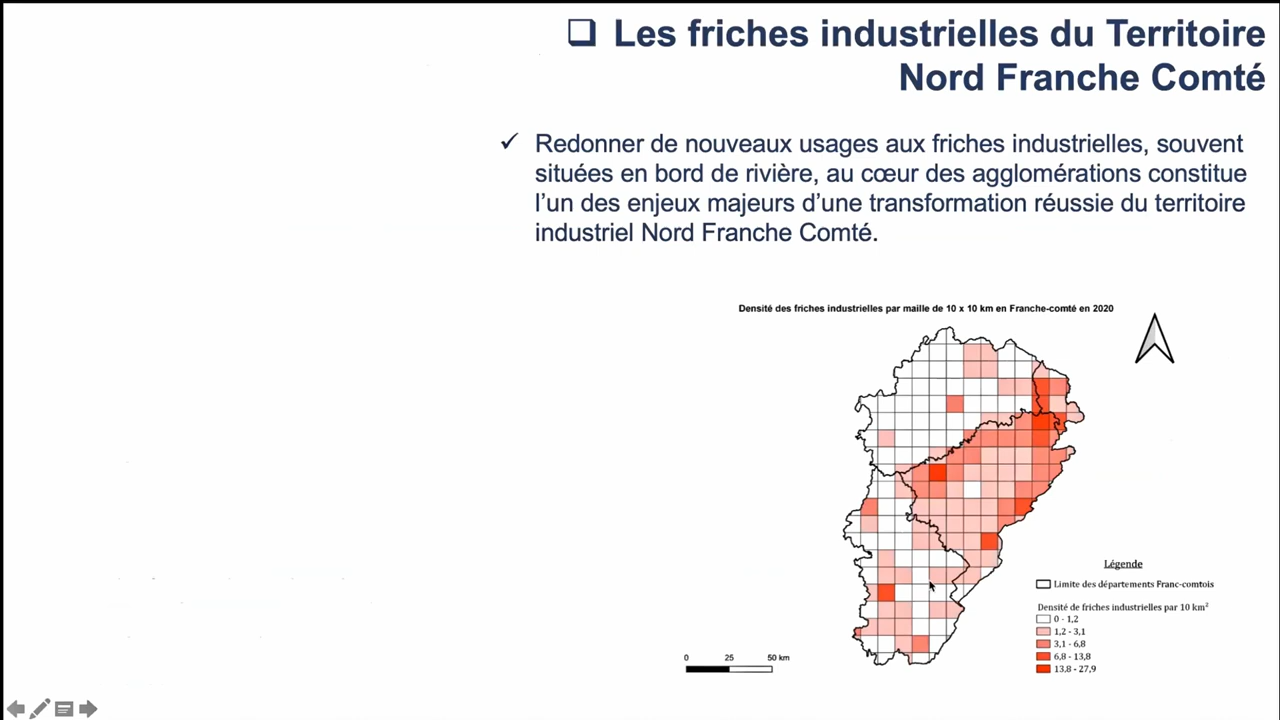 ❑ Les friches industrielles du Territoire
Nord Franche Comté
✓ Redonner de nouveaux usages aux friches industrielles, souvent
situées en bord de rivière, au cœur des agglomérations constitue
l’un des enjeux majeurs d’une transformation réussie du territoire
industriel Nord Franche Comté.
Densité des friches industrielles par maille de 10 x 10 km en Franche-comté en 2020
Légende
Limite des départements Franc-comtois
Densité de friches industrielles par 10 km²
0 - 1,2
1,2 - 3,1
3,1 - 6,8
6,8 - 13,8
13,8 - 27,9
0 25 50 km